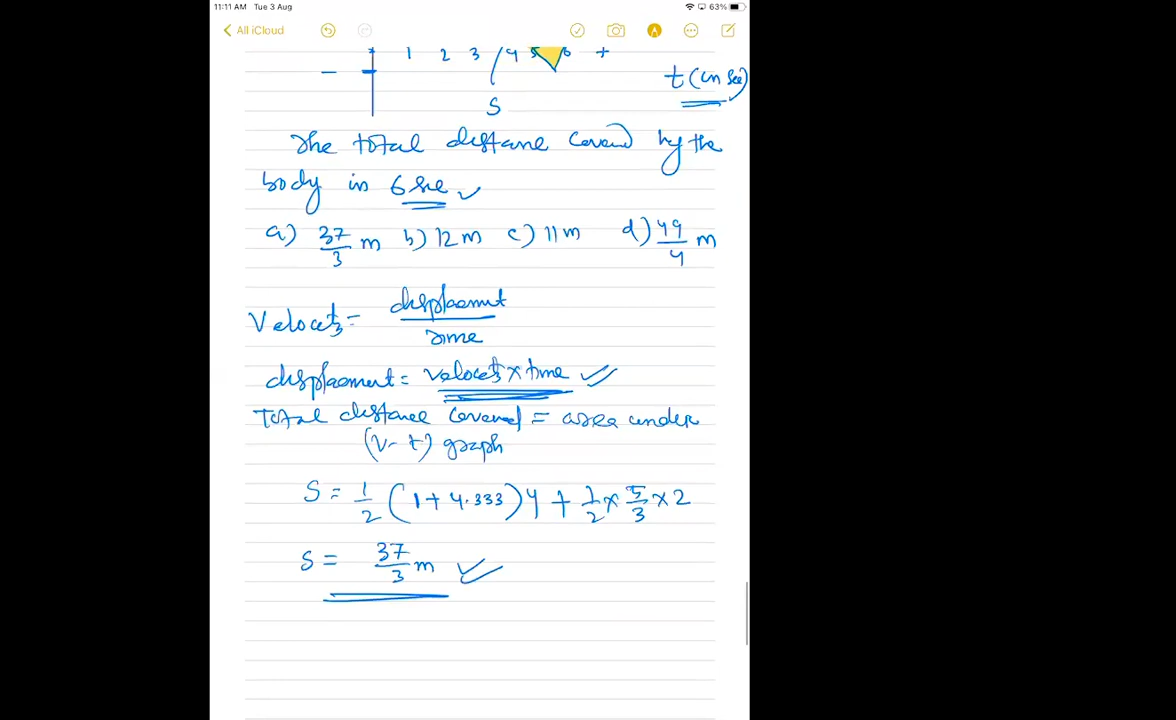 11:11 AM Tue 3 Aug
63%
All iCloud
1 2 3 4 5 6 t
t (in sec)
S
The total distane Covered by the
body in 6 sec
a) 37/3 m b) 12 m c) 11 m d) 49/4 m
Velocity = displacement/Time
displacement = velocity × time
Total distance covered = area under
(v-t) graph
S = 1/2 (1 + 4.333) 4 + 1/2 × 5/3 × 2
S = 37/3 m